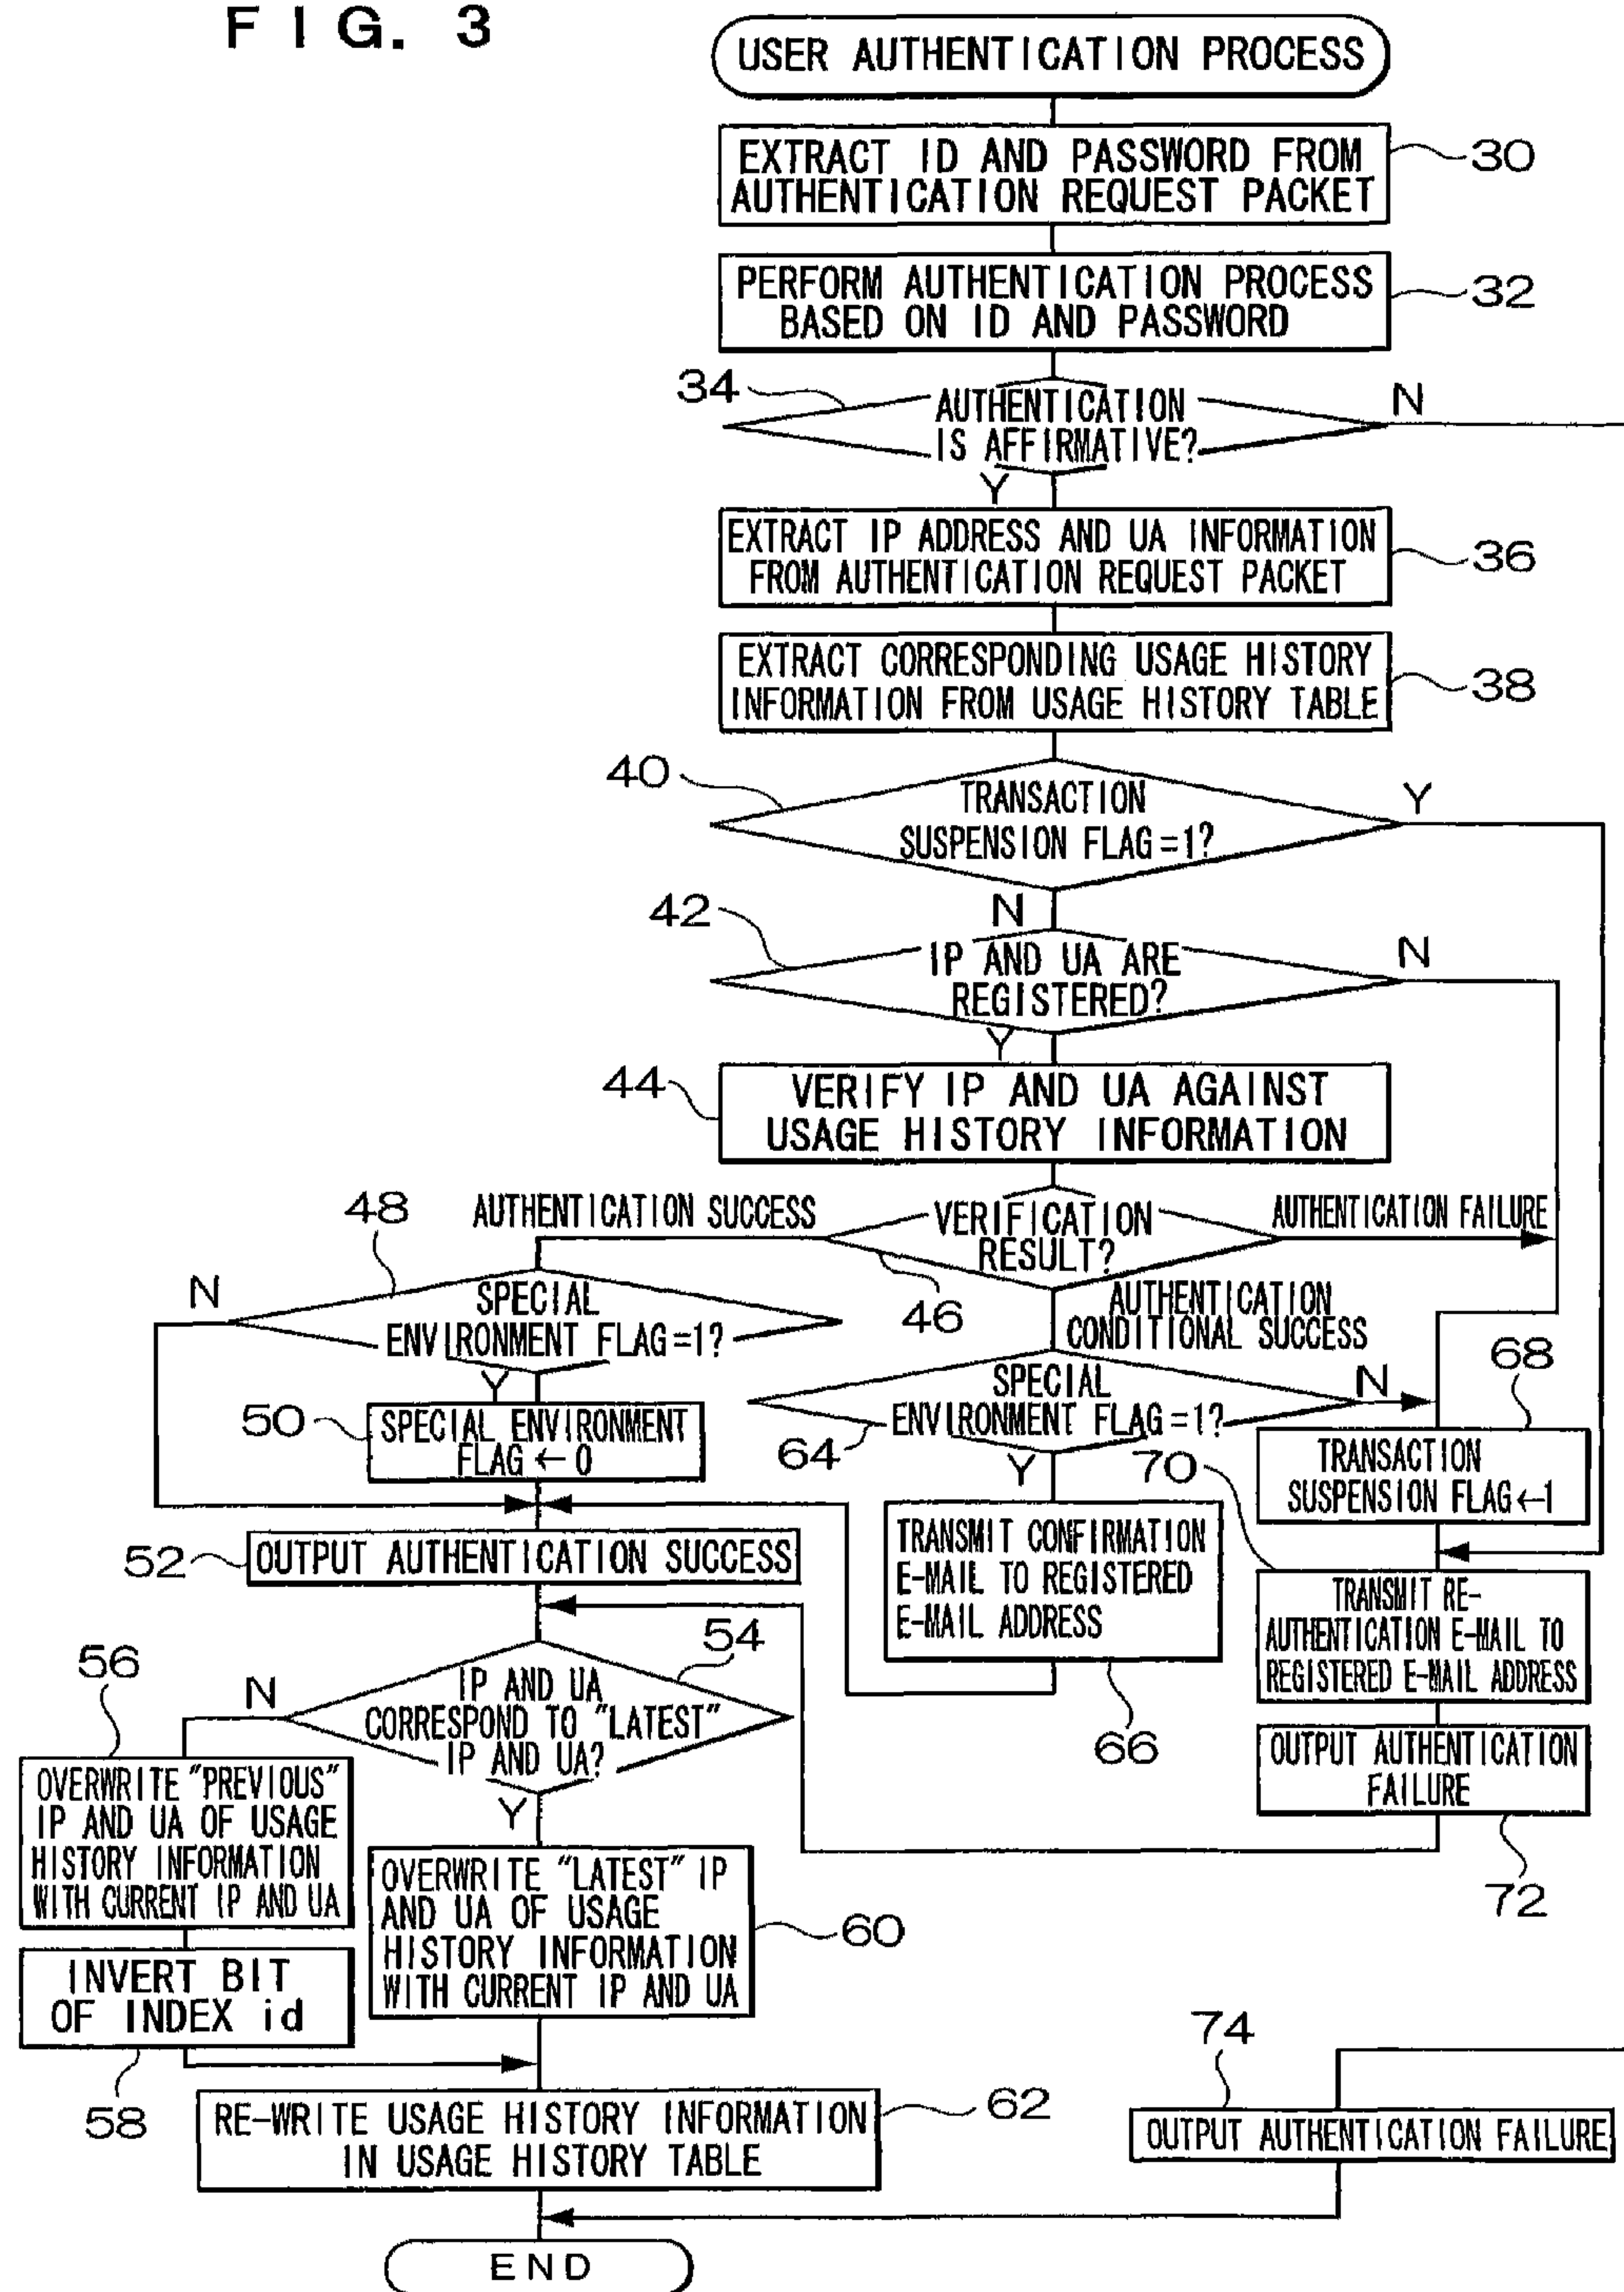 FIG. 3
USER AUTHENTICATION PROCESS
EXTRACT ID AND PASSWORD FROM
AUTHENTICATION REQUEST PACKET
30
PERFORM AUTHENTICATION PROCESS
BASED ON ID AND PASSWORD
32
34
AUTHENTICATION
IS AFFIRMATIVE?
N
Y
EXTRACT IP ADDRESS AND UA INFORMATION
FROM AUTHENTICATION REQUEST PACKET
36
EXTRACT CORRESPONDING USAGE HISTORY
INFORMATION FROM USAGE HISTORY TABLE
38
40
TRANSACTION
SUSPENSION FLAG=1?
Y
N
42
IP AND UA ARE
REGISTERED?
N
Y
44
VERIFY IP AND UA AGAINST
USAGE HISTORY INFORMATION
AUTHENTICATION SUCCESS
VERIFICATION
RESULT?
AUTHENTICATION FAILURE
46
AUTHENTICATION
CONDITIONAL SUCCESS
48
N
SPECIAL
ENVIRONMENT FLAG=1?
Y
50
SPECIAL ENVIRONMENT
FLAG ← 0
SPECIAL
ENVIRONMENT FLAG=1?
N
64
Y
68
TRANSACTION
SUSPENSION FLAG←1
70
52
OUTPUT AUTHENTICATION SUCCESS
TRANSMIT CONFIRMATION
E-MAIL TO REGISTERED
E-MAIL ADDRESS
66
TRANSMIT RE-
AUTHENTICATION E-MAIL TO
REGISTERED E-MAIL ADDRESS
OUTPUT AUTHENTICATION
FAILURE
72
54
IP AND UA
CORRESPOND TO "LATEST"
IP AND UA?
N
Y
56
OVERWRITE "PREVIOUS"
IP AND UA OF USAGE
HISTORY INFORMATION
WITH CURRENT IP AND UA
INVERT BIT
OF INDEX id
58
OVERWRITE "LATEST" IP
AND UA OF USAGE
HISTORY INFORMATION
WITH CURRENT IP AND UA
60
RE-WRITE USAGE HISTORY INFORMATION
IN USAGE HISTORY TABLE
62
74
OUTPUT AUTHENTICATION FAILURE
END